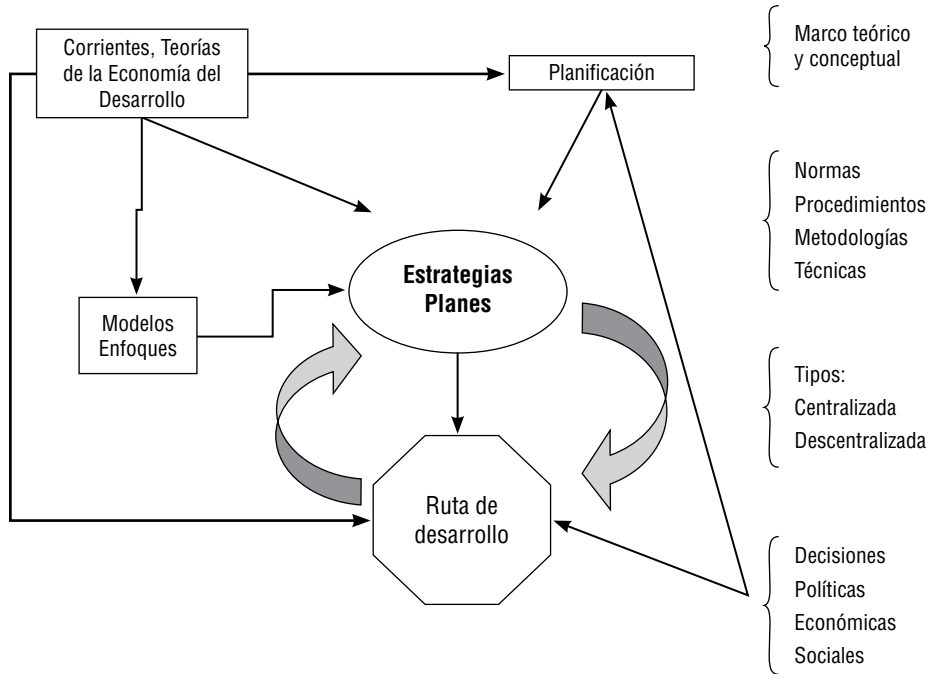 Corrientes, Teorías
de la Economía del
Desarrollo
Planificación
Marco teórico
y conceptual
Normas
Procedimientos
Metodologías
Técnicas
Estrategias
Planes
Modelos
Enfoques
Tipos:
Centralizada
Descentralizada
Ruta de
desarrollo
Decisiones
Políticas
Económicas
Sociales